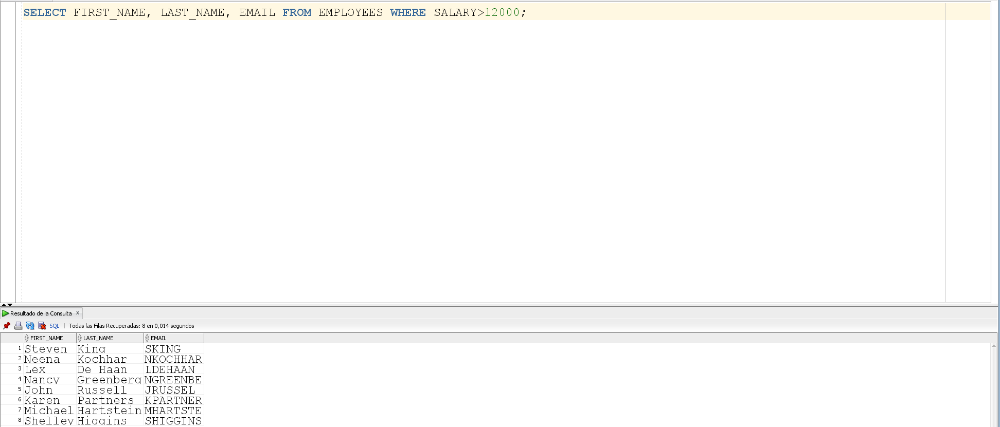 SELECT FIRST_NAME, LAST_NAME, EMAIL FROM EMPLOYEES WHERE SALARY>12000;
Resultado de la Consulta x
SQL | Todas las Filas Recuperadas: 8 en 0,014 segundos
FIRST_NAME LAST_NAME EMAIL
1 Steven King SKING
2 Neena Kochhar NKOCHHAR
3 Lex De Haan LDEHAAN
4 Nancy Greenberg NGREENBE
5 John Russell JRUSSEL
6 Karen Partners KPARTNER
7 Michael Hartstein MHARTSTE
8 Shelley Higgins SHIGGINS